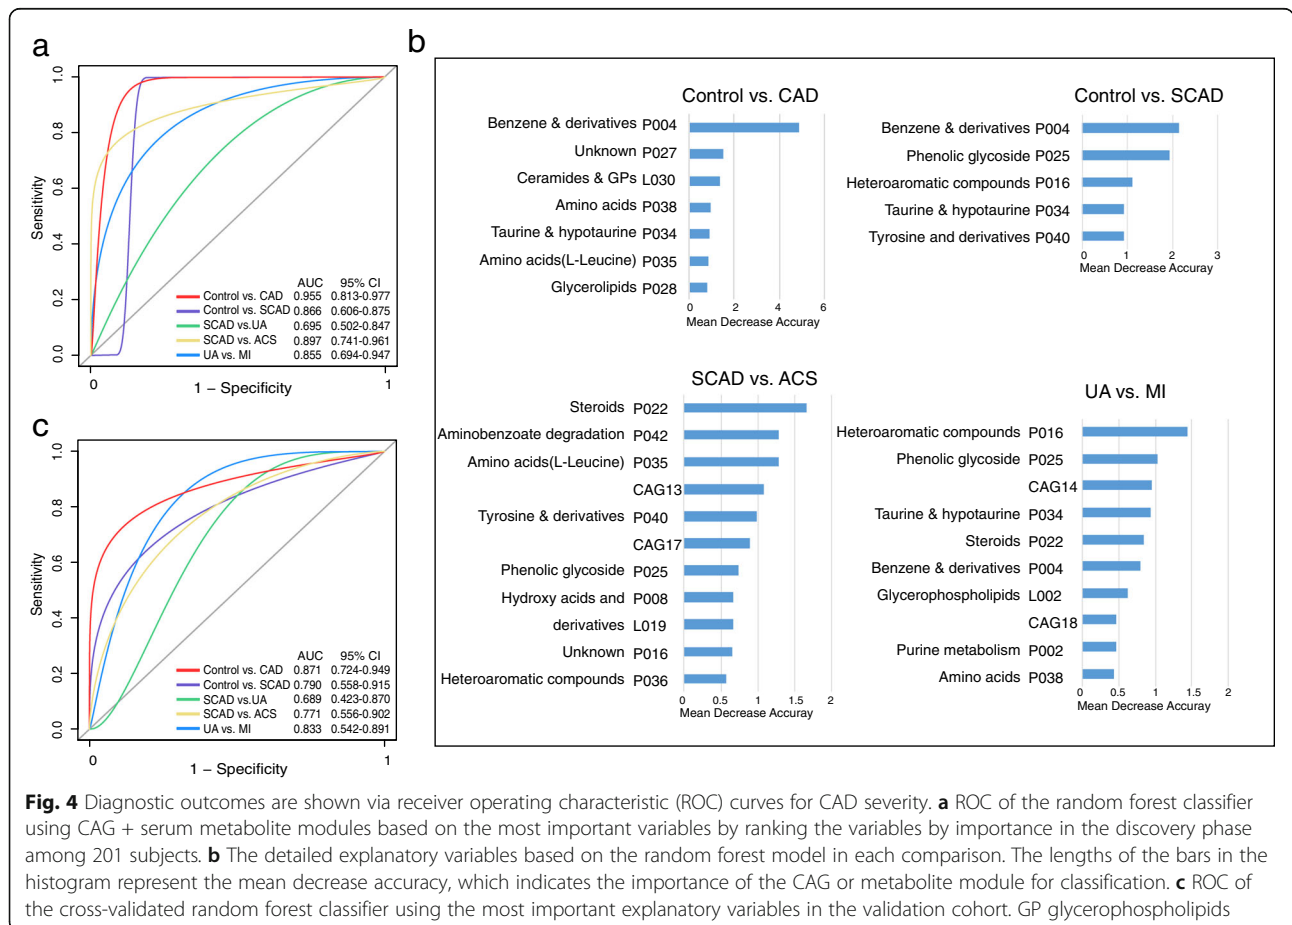 a
1.0
0.8
0.6
0.4
0.2
0.0
Sensitivity
AUC 95% CI
Control vs. CAD 0.955 0.813-0.977
Control vs. SCAD 0.866 0.606-0.875
SCAD vs.UA 0.695 0.502-0.847
SCAD vs. ACS 0.897 0.741-0.961
UA vs. MI 0.855 0.694-0.947
0 1
1 − Specificity
b
Control vs. CAD
Benzene & derivatives P004
Unknown P027
Ceramides & GPs L030
Amino acids P038
Taurine & hypotaurine P034
Amino acids(L-Leucine) P035
Glycerolipids P028
0 2 4 6
Mean Decrease Accuray
Control vs. SCAD
Benzene & derivatives P004
Phenolic glycoside P025
Heteroaromatic compounds P016
Taurine & hypotaurine P034
Tyrosine and derivatives P040
0 1 2 3
Mean Decrease Accuray
SCAD vs. ACS
Steroids P022
Aminobenzoate degradation P042
Amino acids(L-Leucine) P035
CAG13
Tyrosine & derivatives P040
CAG17
Phenolic glycoside P025
Hydroxy acids and P008
derivatives L019
Unknown P016
Heteroaromatic compounds P036
0 0.5 1 1.5 2
Mean Decrease Accuray
UA vs. MI
Heteroaromatic compounds P016
Phenolic glycoside P025
CAG14
Taurine & hypotaurine P034
Steroids P022
Benzene & derivatives P004
Glycerophospholipids L002
CAG18
Purine metabolism P002
Amino acids P038
0 0.5 1 1.5 2
Mean Decrease Accuray
c
1.0
0.8
0.6
0.4
0.2
0.0
Sensitivity
AUC 95% CI
Control vs. CAD 0.871 0.724-0.949
Control vs. SCAD 0.790 0.558-0.915
SCAD vs.UA 0.689 0.423-0.870
SCAD vs. ACS 0.771 0.556-0.902
UA vs. MI 0.833 0.542-0.891
0 1
1 − Specificity
Fig. 4 Diagnostic outcomes are shown via receiver operating characteristic (ROC) curves for CAD severity. a ROC of the random forest classifier
using CAG + serum metabolite modules based on the most important variables by ranking the variables by importance in the discovery phase
among 201 subjects. b The detailed explanatory variables based on the random forest model in each comparison. The lengths of the bars in the
histogram represent the mean decrease accuracy, which indicates the importance of the CAG or metabolite module for classification. c ROC of
the cross-validated random forest classifier using the most important explanatory variables in the validation cohort. GP glycerophospholipids